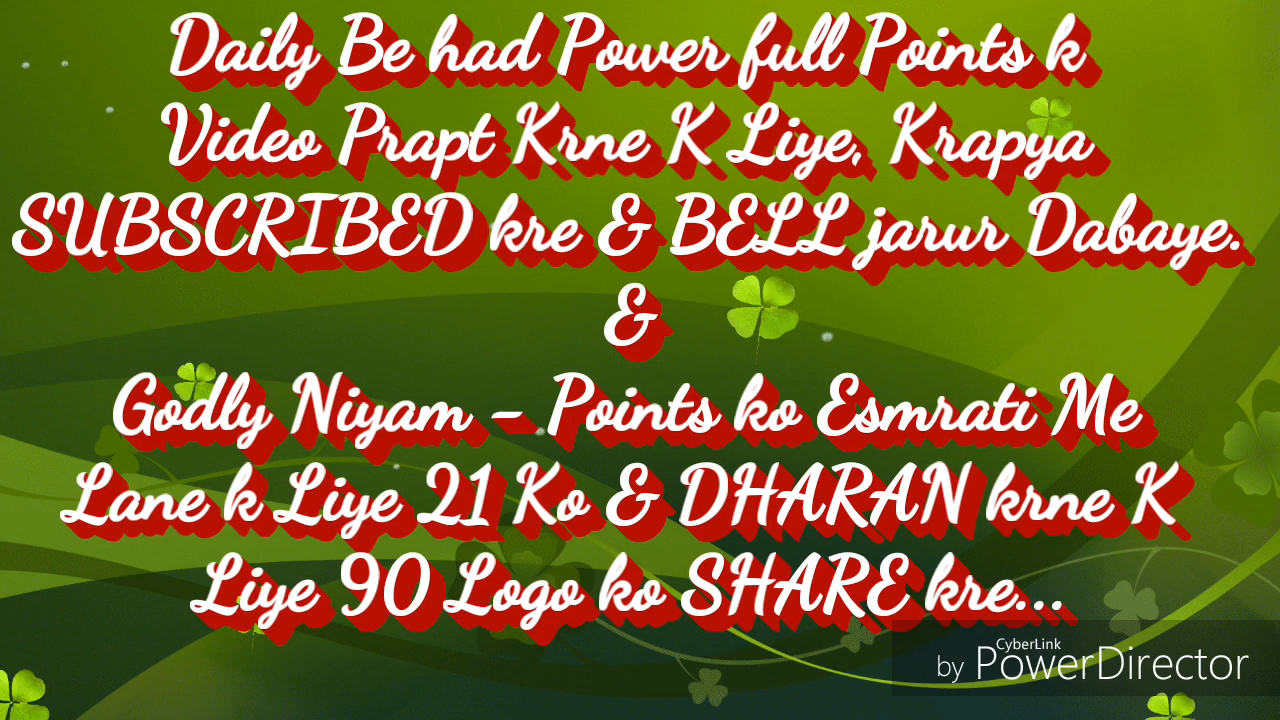 Daily Be had Power full Points k
Video Prapt Krne K Liye, Krapya
SUBSCRIBED kre & BELL jarur Dabaye.
&
Godly Niyam - Points ko Esmrati Me
Lane k Liye 21 Ko & DHARAN krne K
Liye 90 Logo ko SHARE kre...
CyberLink
by PowerDirector